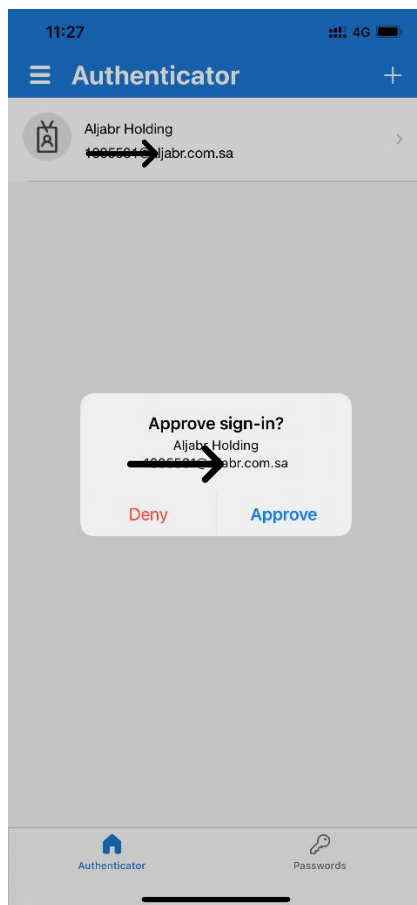 11:27
4G
Authenticator
Aljabr Holding
jabr.com.sa
Approve sign-in?
Aljabr Holding
abr.com.sa
Deny
Approve
Authenticator
Passwords